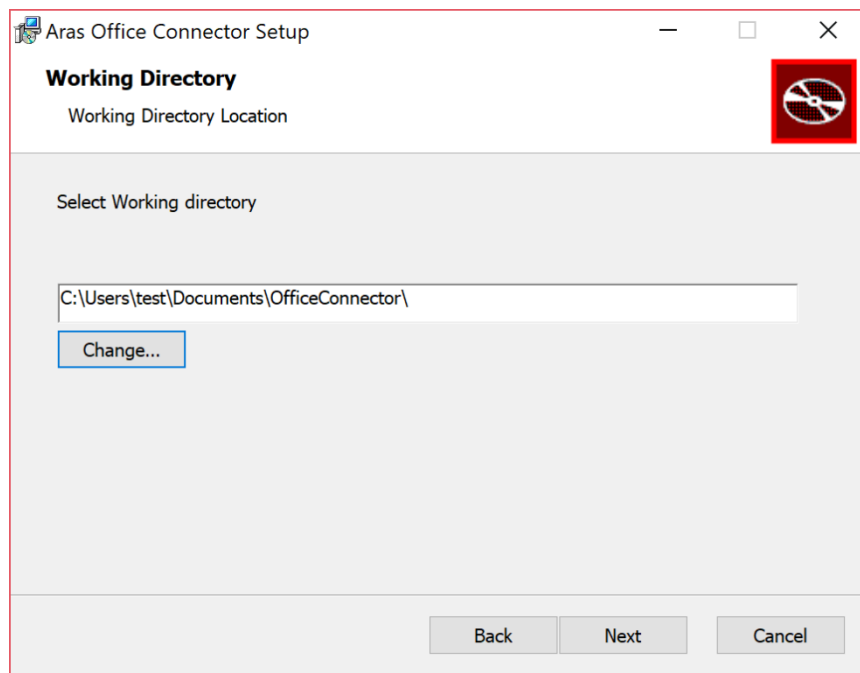 Aras Office Connector Setup
Working Directory
Working Directory Location
Select Working directory
C:\Users\test\Documents\OfficeConnector\
Change...
Back Next Cancel